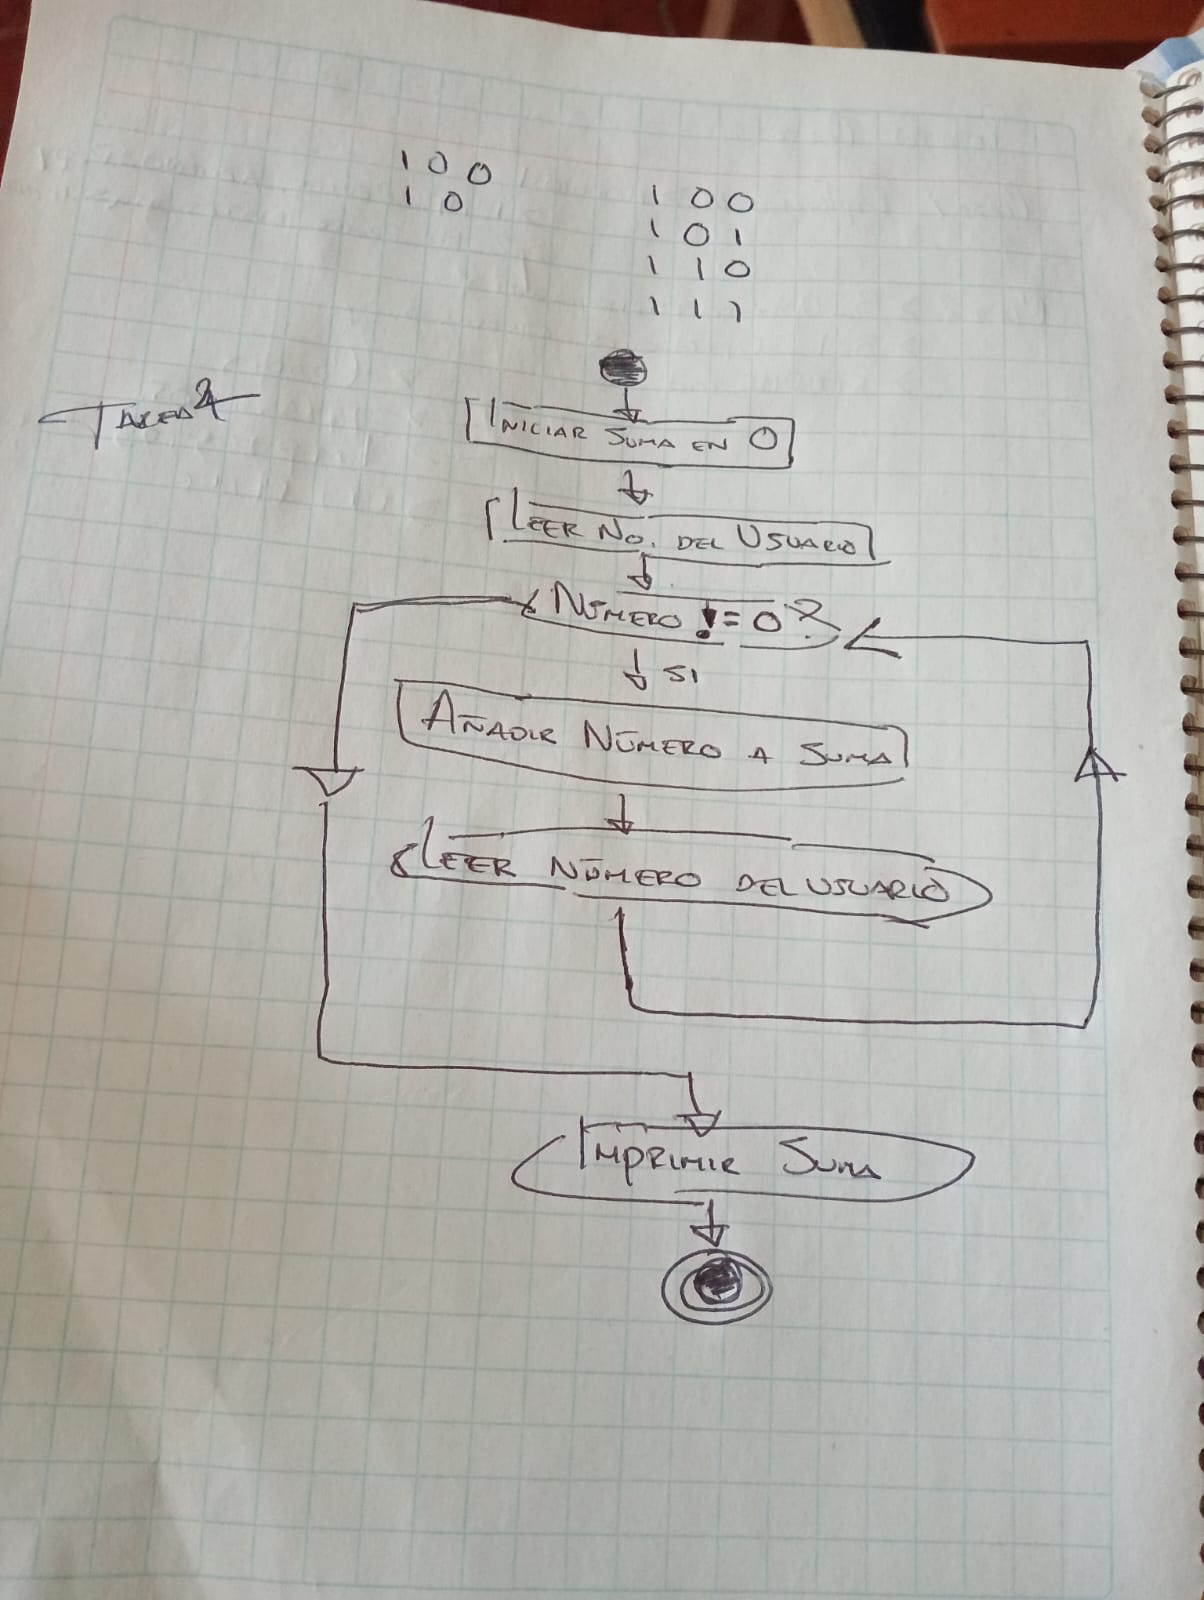 1 0 0
1 0
1 0 0
1 0 1
1 1 0
1 1 1
TAREA
INICIAR SUMA EN 0
LEER NO. DEL USUARIO
NÚMERO != 0?
SI
AÑADIR NÚMERO A SUMA
LEER NÚMERO DEL USUARIO
IMPRIMIR SUMA